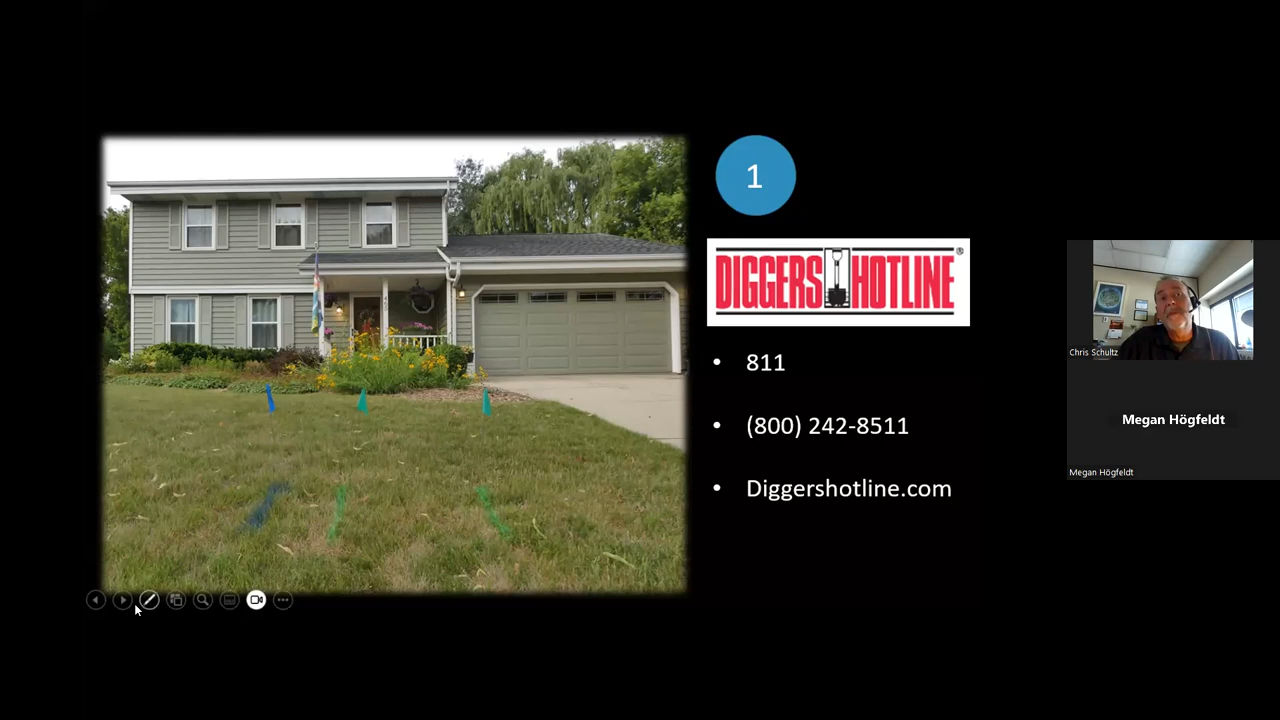 1
DIGGERS HOTLINE®
• 811
• (800) 242-8511
• Diggershotline.com
Chris Schultz
Megan Högfeldt
Megan Högfeldt